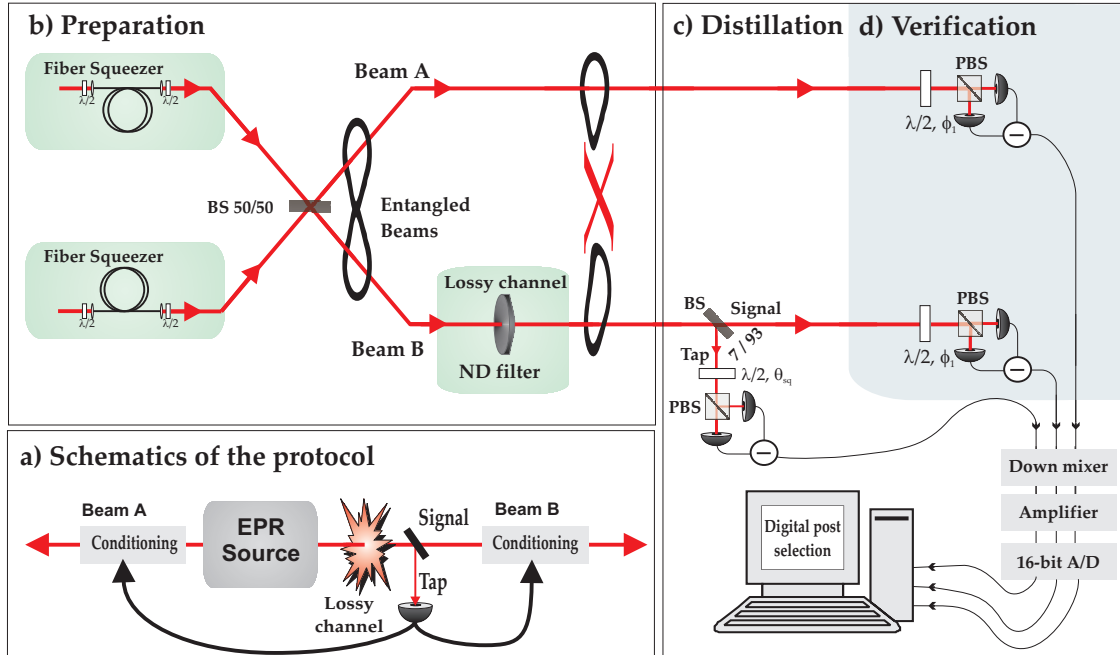 b) Preparation
Fiber Squeezer
λ/2
λ/2
BS 50/50
Fiber Squeezer
λ/2
λ/2
Beam A
Entangled
Beams
Beam B
Lossy channel
ND filter
c) Distillation
BS
Signal
7 / 93
Tap
λ/2, θsq
PBS
d) Verification
PBS
λ/2, ϕ1
PBS
λ/2, ϕ1
Down mixer
Amplifier
16-bit A/D
Digital post
selection
a) Schematics of the protocol
Beam A
Conditioning
EPR
Source
Lossy
channel
Signal
Tap
Beam B
Conditioning